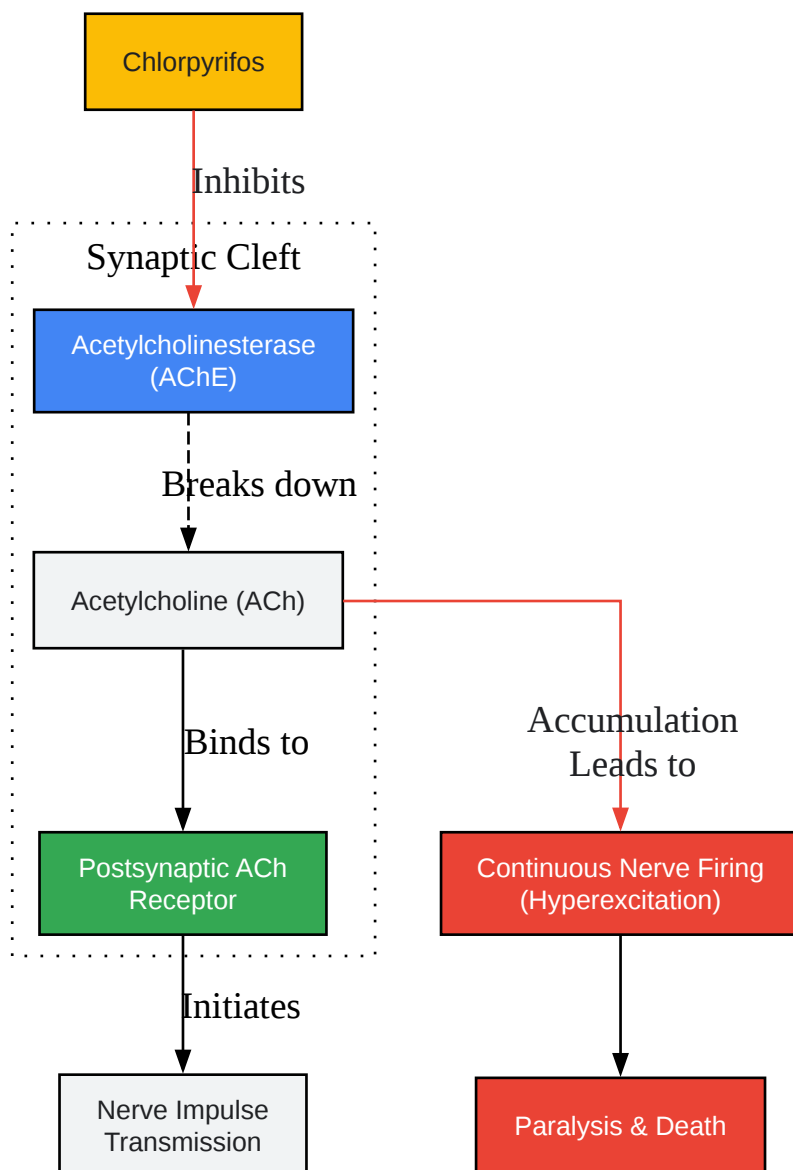 Chlorpyrifos
Inhibits
Synaptic Cleft
Acetylcholinesterase
(AChE)
Breaks down
Acetylcholine (ACh)
Binds to
Accumulation
Leads to
Postsynaptic ACh
Receptor
Continuous Nerve Firing
(Hyperexcitation)
Initiates
Nerve Impulse
Transmission
Paralysis & Death